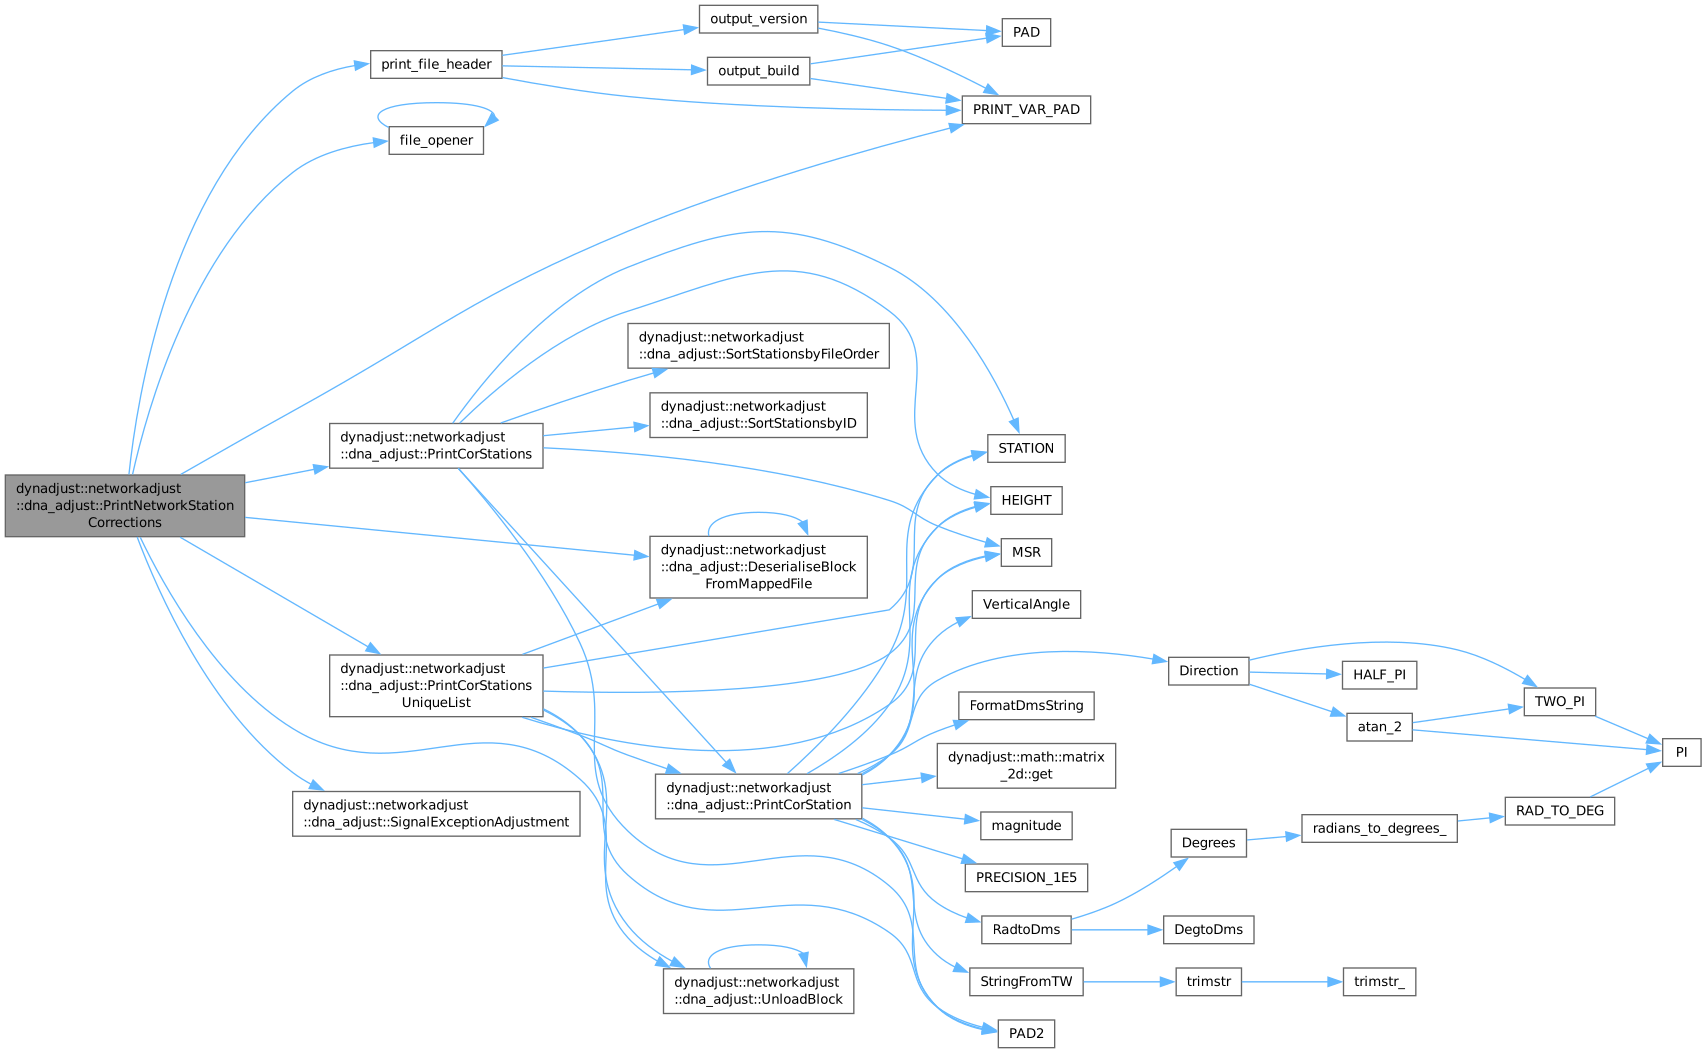 output_version
PAD
print_file_header
output_build
PRINT_VAR_PAD
file_opener
dynadjust::networkadjust
::dna_adjust::SortStationsbyFileOrder
dynadjust::networkadjust
::dna_adjust::SortStationsbyID
dynadjust::networkadjust
::dna_adjust::PrintCorStations
STATION
dynadjust::networkadjust
::dna_adjust::PrintNetworkStation
Corrections
HEIGHT
dynadjust::networkadjust
::dna_adjust::DeserialiseBlock
FromMappedFile
MSR
VerticalAngle
dynadjust::networkadjust
::dna_adjust::PrintCorStations
UniqueList
Direction
HALF_PI
TWO_PI
FormatDmsString
atan_2
PI
dynadjust::math::matrix
_2d::get
dynadjust::networkadjust
::dna_adjust::PrintCorStation
dynadjust::networkadjust
::dna_adjust::SignalExceptionAdjustment
magnitude
RAD_TO_DEG
radians_to_degrees_
Degrees
PRECISION_1E5
RadtoDms
DegtoDms
dynadjust::networkadjust
::dna_adjust::UnloadBlock
StringFromTW
trimstr
trimstr_
PAD2